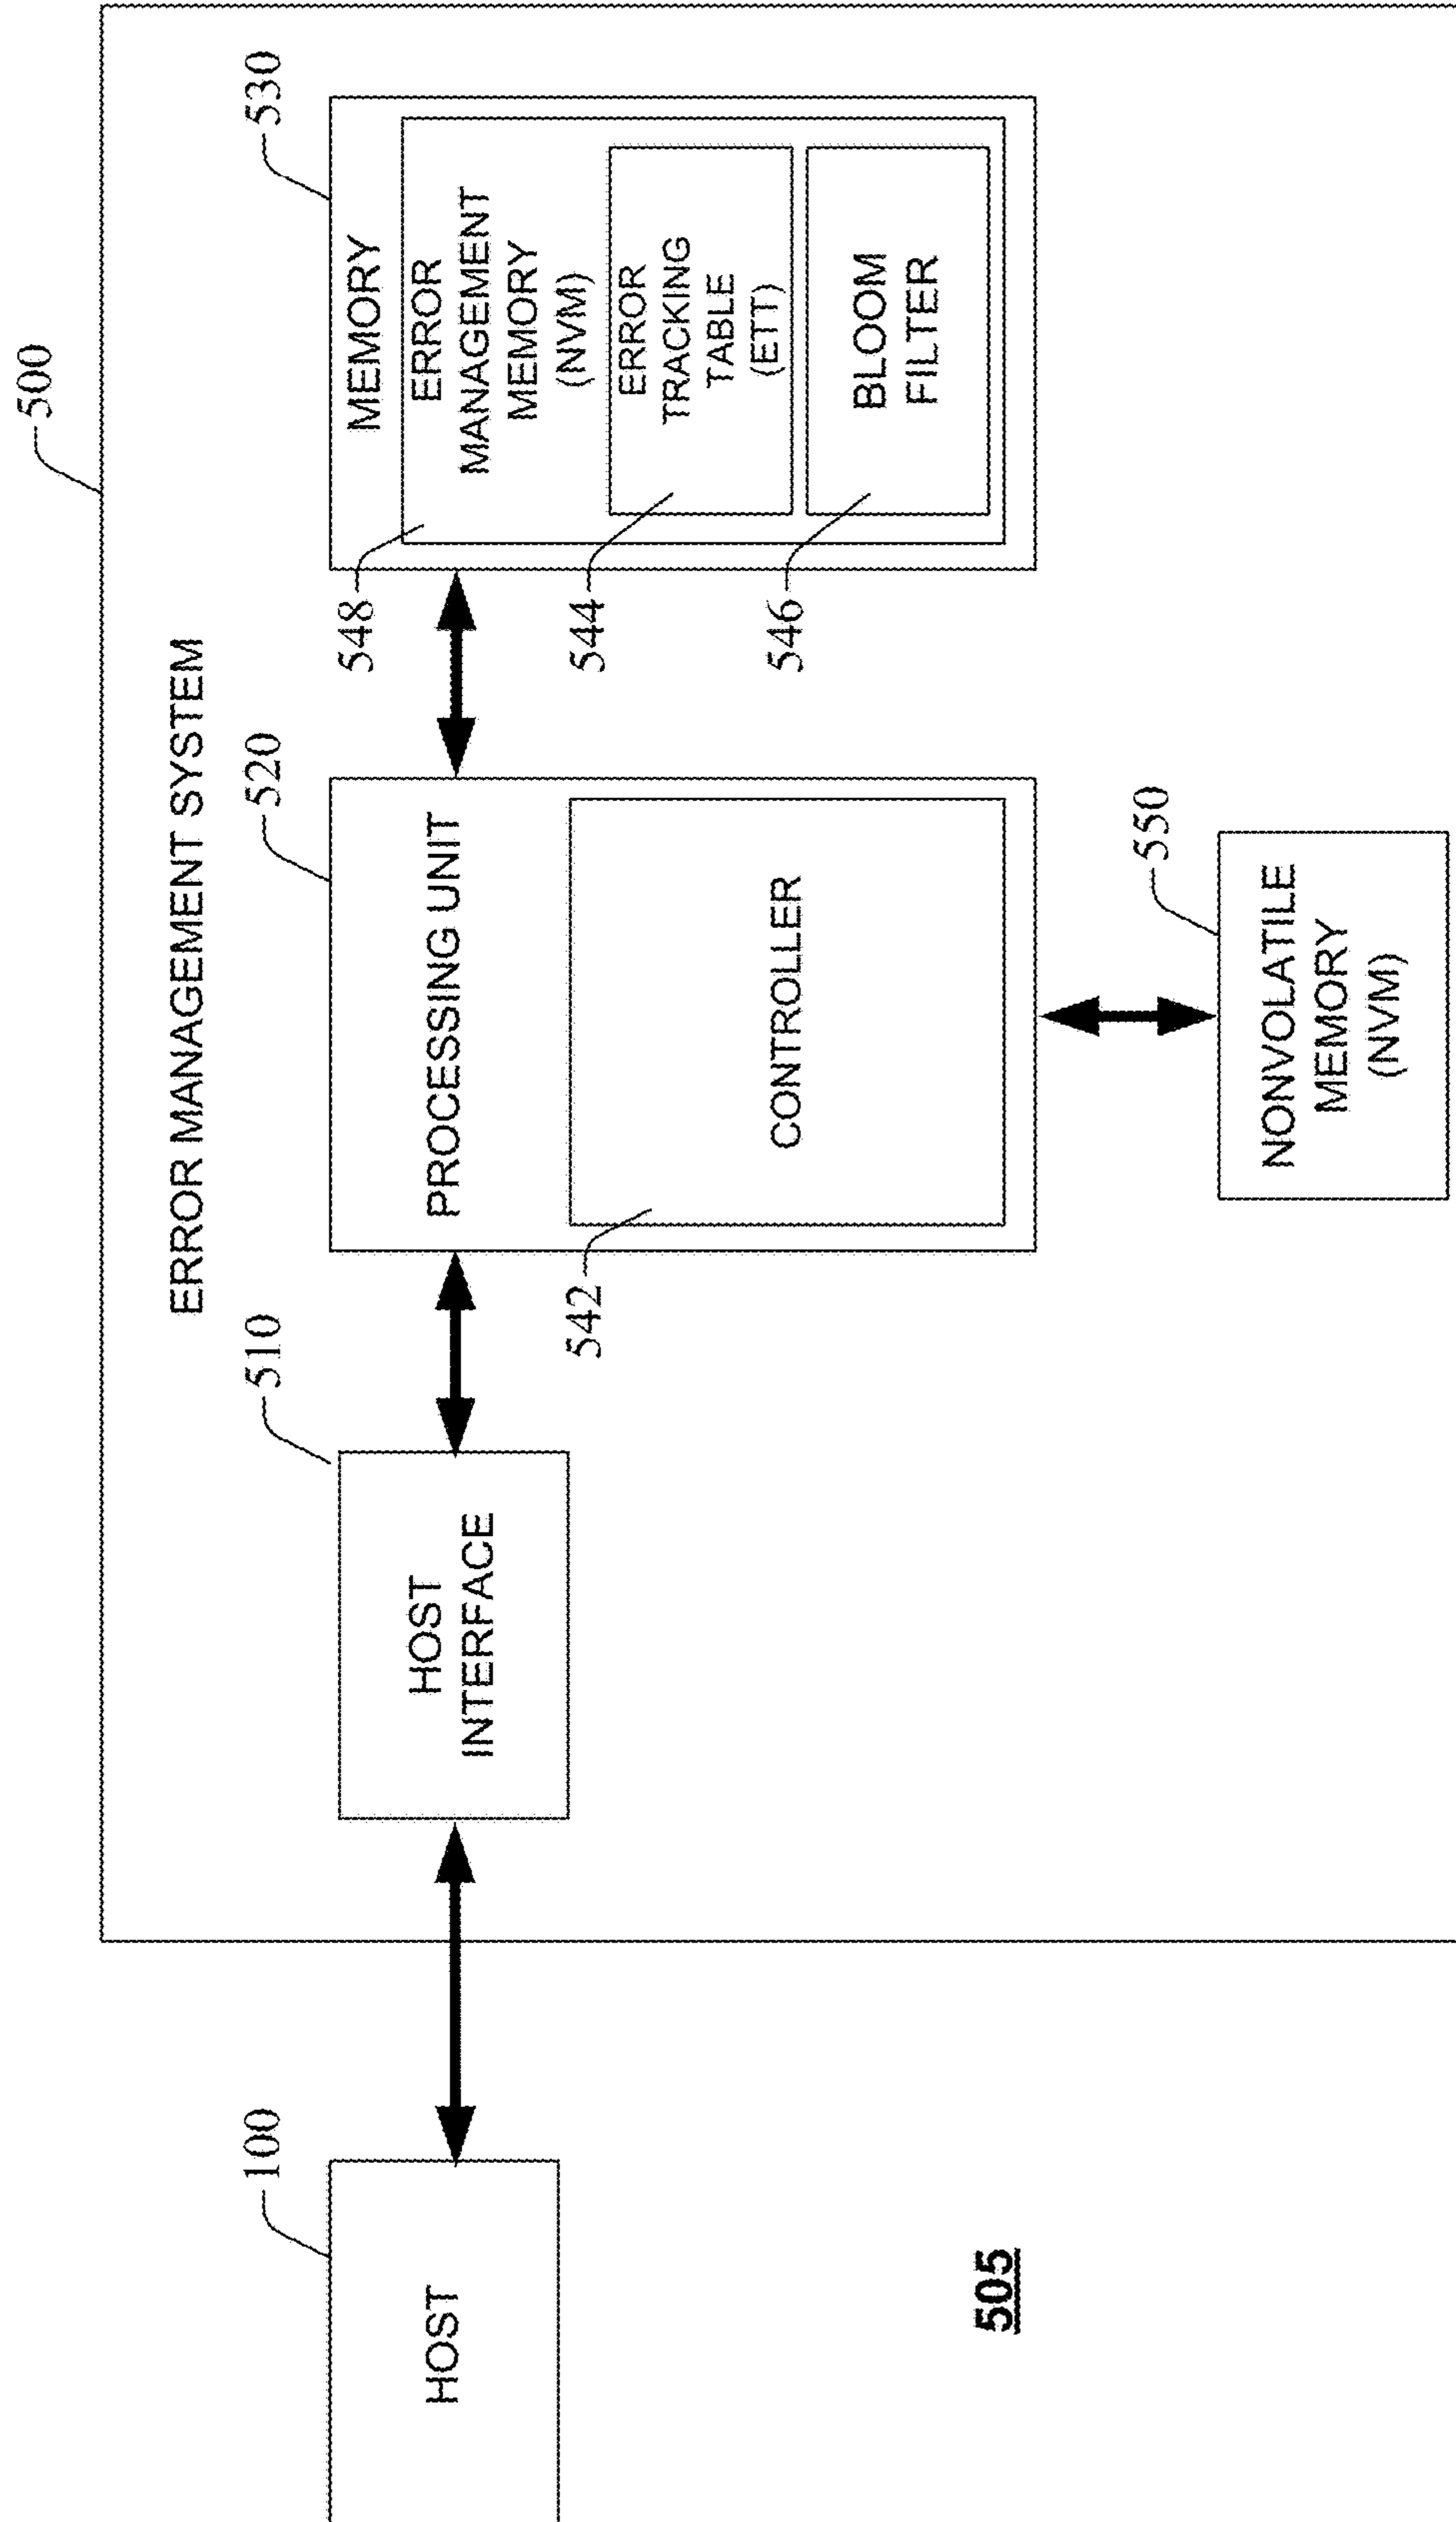 500
ERROR MANAGEMENT SYSTEM
100
510
520
530
HOST
HOST
INTERFACE
PROCESSING UNIT
542
CONTROLLER
MEMORY
548
ERROR
MANAGEMENT
MEMORY
(NVM)
544
ERROR
TRACKING
TABLE
(ETT)
546
BLOOM
FILTER
550
NONVOLATILE
MEMORY
(NVM)
505